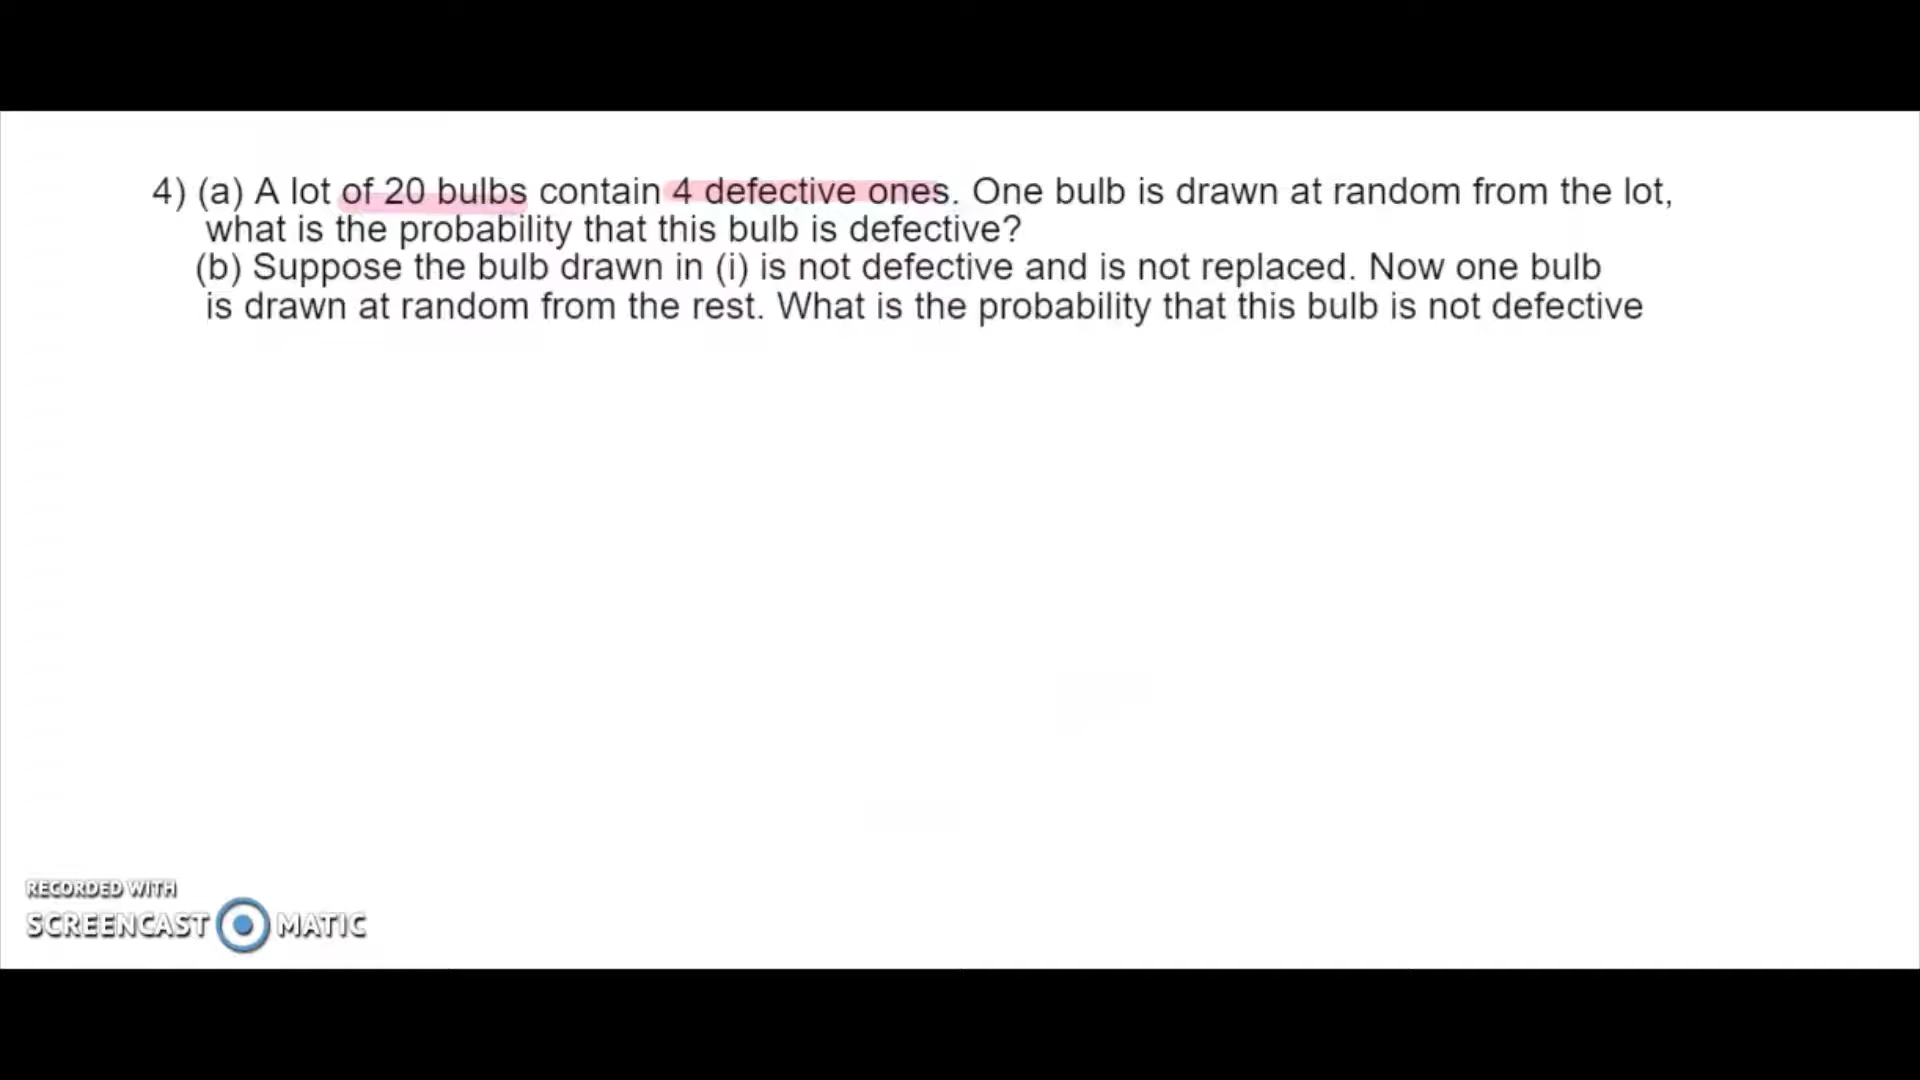 4) (a) A lot of 20 bulbs contain 4 defective ones. One bulb is drawn at random from the lot,
what is the probability that this bulb is defective?
(b) Suppose the bulb drawn in (i) is not defective and is not replaced. Now one bulb
is drawn at random from the rest. What is the probability that this bulb is not defective
RECORDED WITH
SCREENCAST MATIC